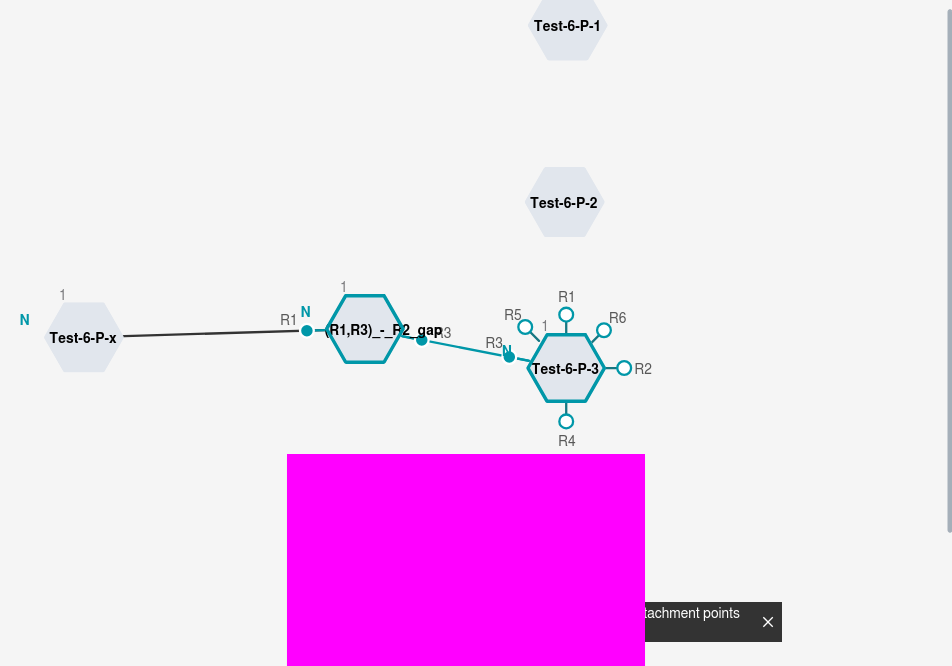 Test-6-P-1
Test-6-P-2
1
N
Test-6-P-x
R1
N
1
(R1,R3)_-_R2_gap
R3
R3
N
R5
1
R1
R6
Test-6-P-3
R2
R4
points